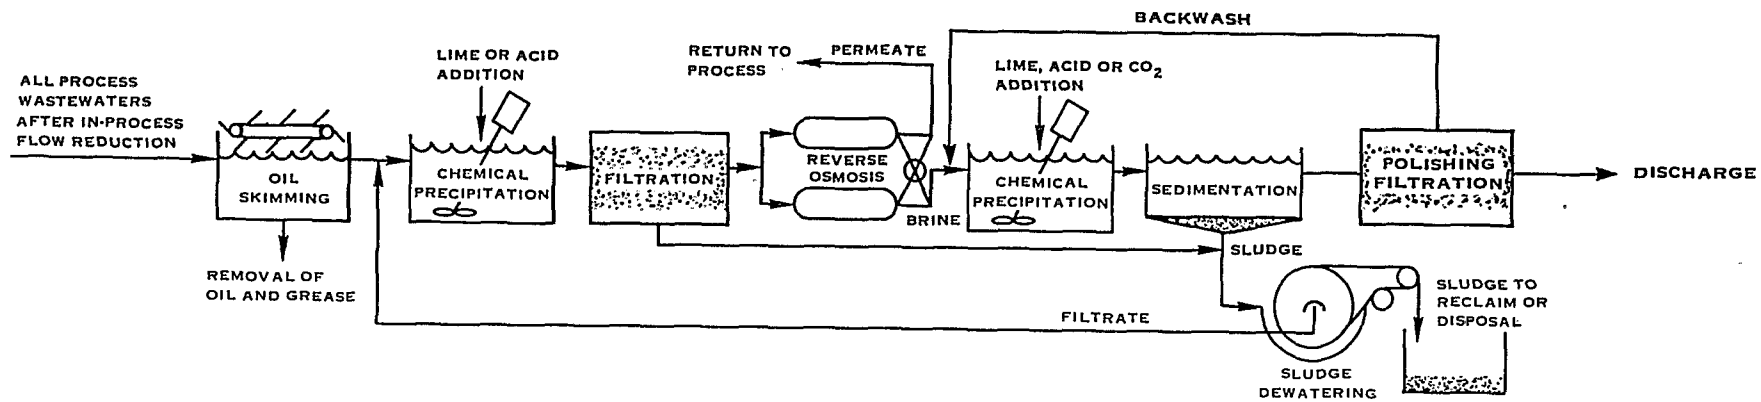 BACKWASH
ALL PROCESS
WASTEWATERS
AFTER IN-PROCESS
FLOW REDUCTION
OIL
SKIMMING
REMOVAL OF
OIL AND GREASE
LIME OR ACID
ADDITION
CHEMICAL
PRECIPITATION
FILTRATION
RETURN TO
PROCESS
PERMEATE
REVERSE
OSMOSIS
BRINE
LIME, ACID OR CO₂
ADDITION
CHEMICAL
PRECIPITATION
SEDIMENTATION
SLUDGE
POLISHING
FILTRATION
DISCHARGE
FILTRATE
SLUDGE
DEWATERING
SLUDGE TO
RECLAIM OR
DISPOSAL